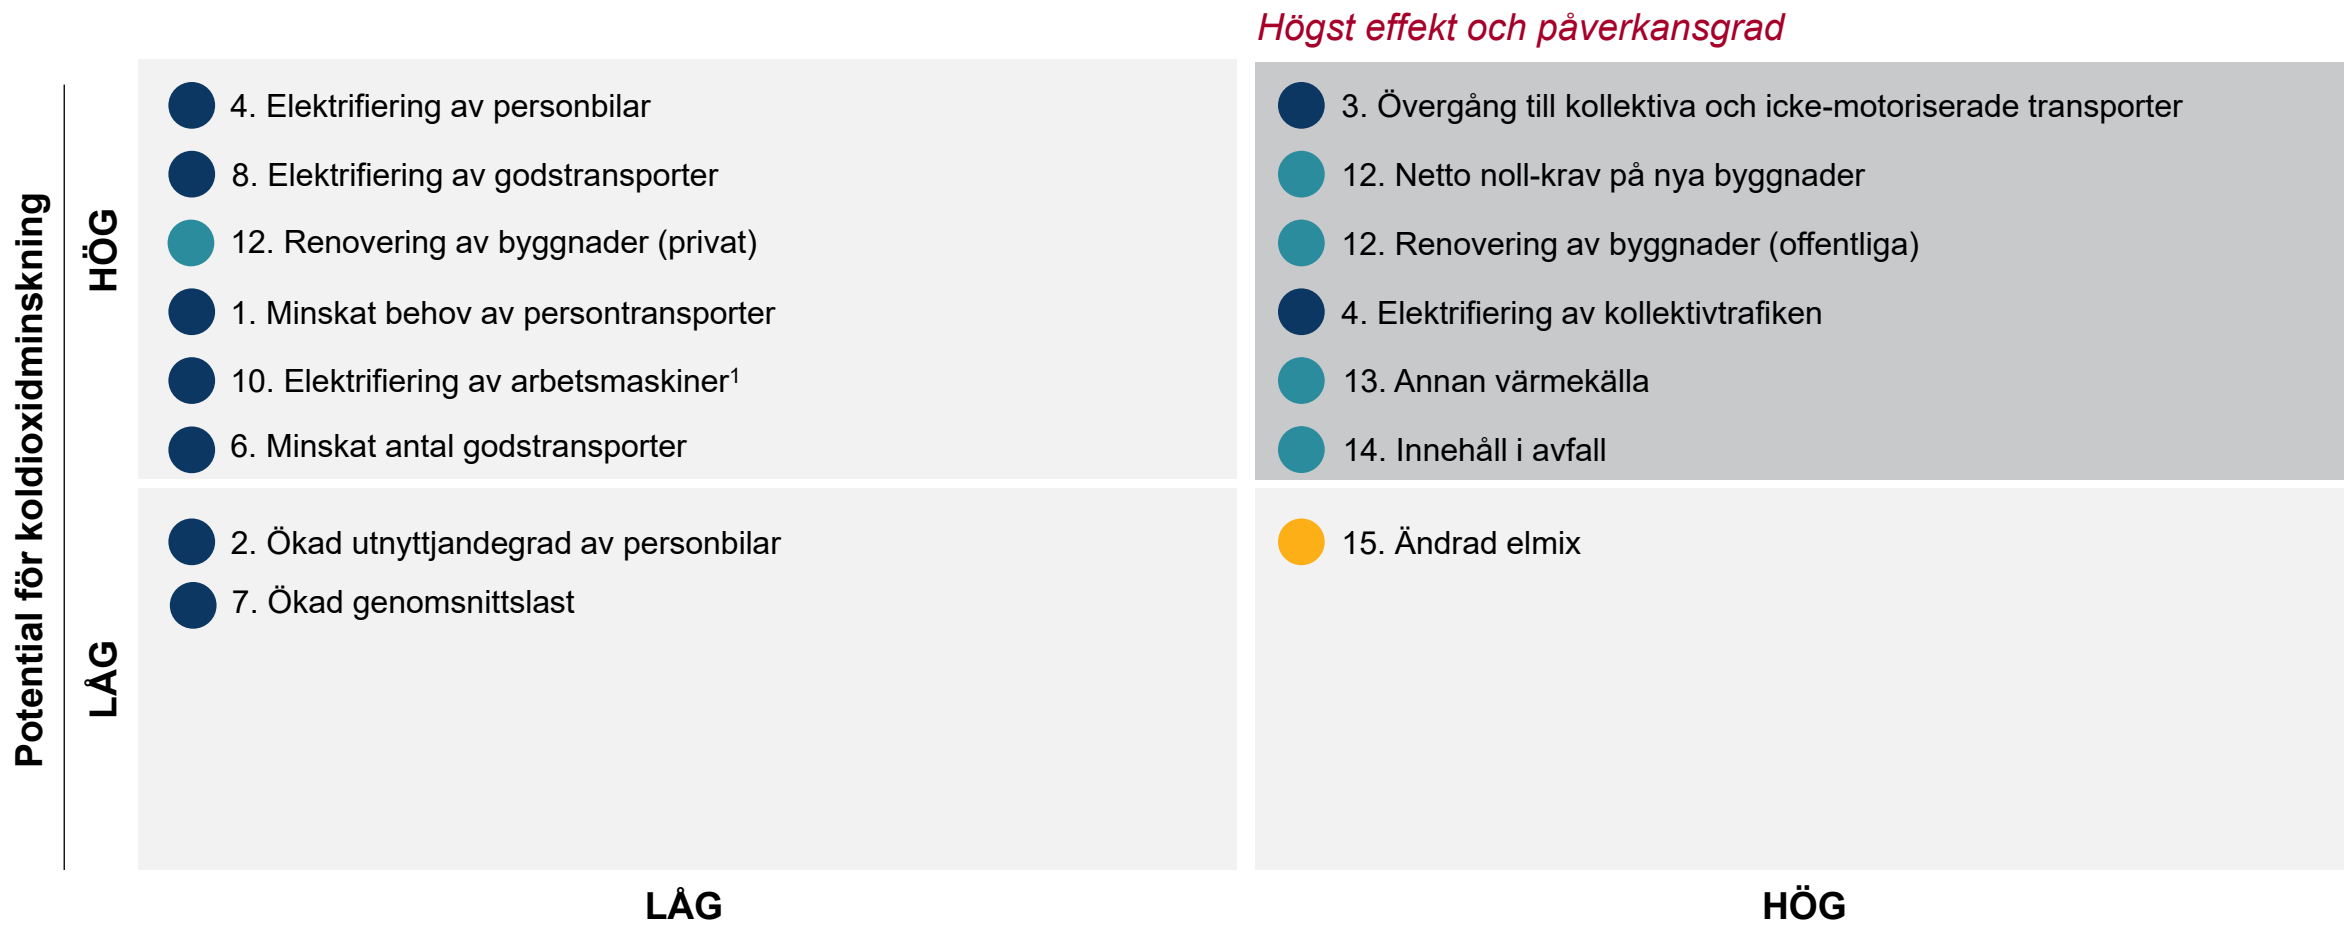 Högst effekt och påverkansgrad
Potential för koldioxidminskning
HÖG
4. Elektrifiering av personbilar
8. Elektrifiering av godstransporter
12. Renovering av byggnader (privat)
1. Minskat behov av persontransporter
10. Elektrifiering av arbetsmaskiner¹
6. Minskat antal godstransporter
3. Övergång till kollektiva och icke-motoriserade transporter
12. Netto noll-krav på nya byggnader
12. Renovering av byggnader (offentliga)
4. Elektrifiering av kollektivtrafiken
13. Annan värmekälla
14. Innehåll i avfall
LÅG
2. Ökad utnyttjandegrad av personbilar
7. Ökad genomsnittslast
15. Ändrad elmix
LÅG
HÖG